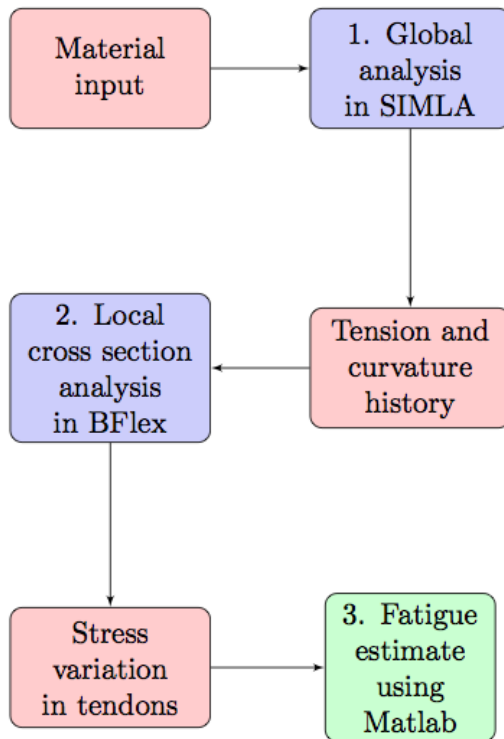 Material
input
1. Global
analysis
in SIMLA
2. Local
cross section
analysis
in BFlex
Tension and
curvature
history
Stress
variation
in tendons
3. Fatigue
estimate
using
Matlab